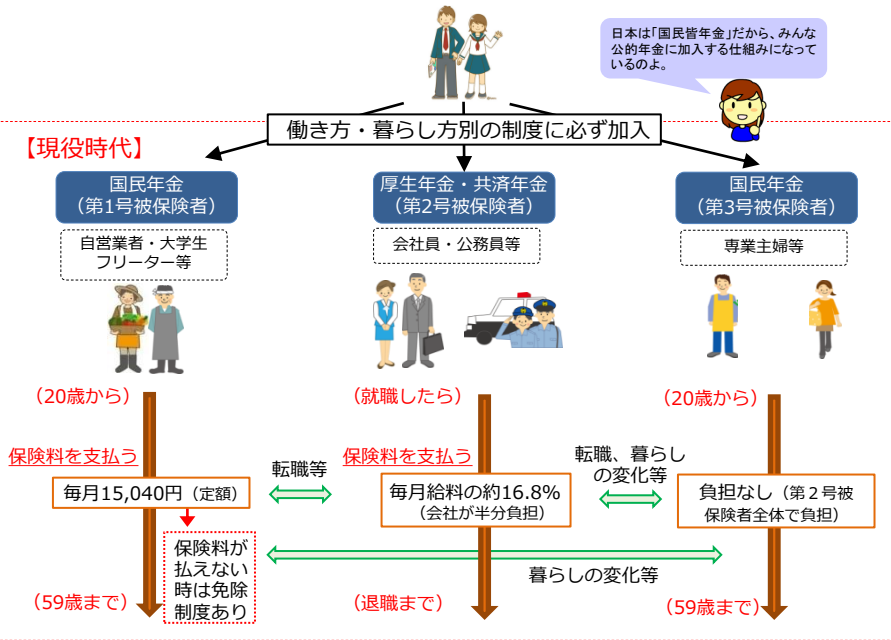 日本は「国民皆年金」だから、みんな
公的年金に加入する仕組みになって
いるのよ。
働き方・暮らし方別の制度に必ず加入
【現役時代】
国民年金
（第1号被保険者）
自営業者・大学生
フリーター等
（20歳から）
保険料を支払う
毎月15,040円（定額）
保険料が
払えない
時は免除
制度あり
（59歳まで）
転職等
厚生年金・共済年金
（第2号被保険者）
会社員・公務員等
（就職したら）
保険料を支払う
毎月給料の約16.8%
（会社が半分負担）
（退職まで）
転職、暮らし
の変化等
暮らしの変化等
国民年金
（第3号被保険者）
専業主婦等
（20歳から）
負担なし（第２号被
保険者全体で負担）
（59歳まで）